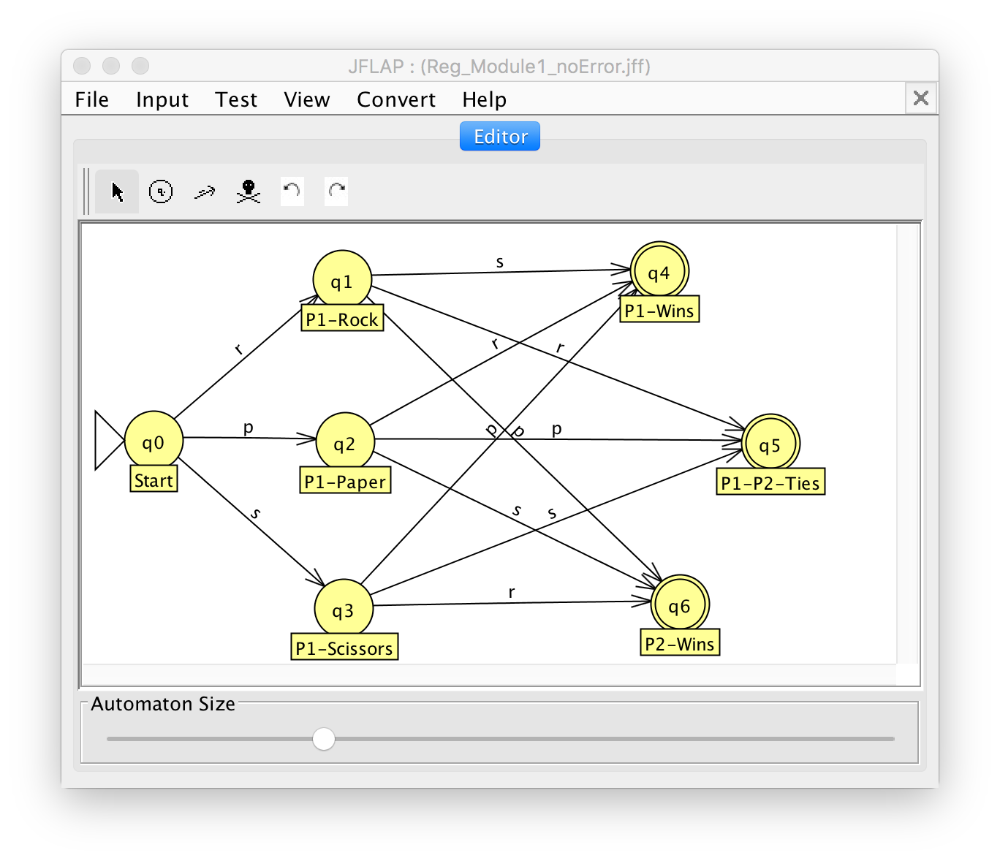 JFLAP : (Reg_Module1_noError.jff)
File Input Test View Convert Help
Editor
q
q1
P1-Rock
s
q4
P1-Wins
r
r
r
q0
Start
p
q2
P1-Paper
p
p
p
q5
P1-P2-Ties
s
s
s
q3
P1-Scissors
r
q6
P2-Wins
Automaton Size